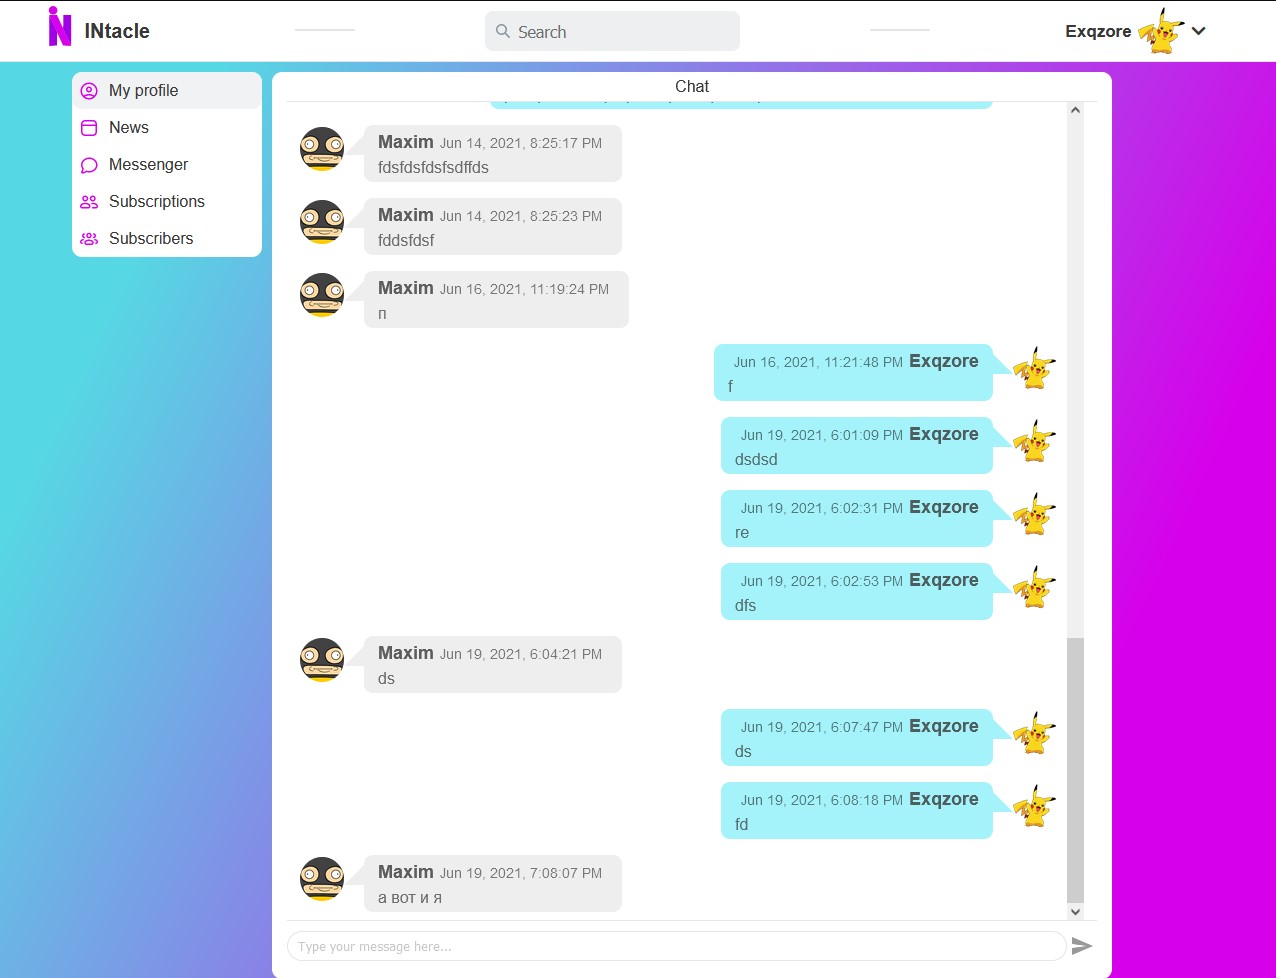 INtacle
Search
Exqzore
My profile
News
Messenger
Subscriptions
Subscribers
Chat
Maxim Jun 14, 2021, 8:25:17 PM
fdsfdsfdsfsdffds
Maxim Jun 14, 2021, 8:25:23 PM
fddsfdsf
Maxim Jun 16, 2021, 11:19:24 PM
п
Jun 16, 2021, 11:21:48 PM Exqzore
f
Jun 19, 2021, 6:01:09 PM Exqzore
dsdsd
Jun 19, 2021, 6:02:31 PM Exqzore
re
Jun 19, 2021, 6:02:53 PM Exqzore
dfs
Maxim Jun 19, 2021, 6:04:21 PM
ds
Jun 19, 2021, 6:07:47 PM Exqzore
ds
Jun 19, 2021, 6:08:18 PM Exqzore
fd
Maxim Jun 19, 2021, 7:08:07 PM
а вот и я
Type your message here...